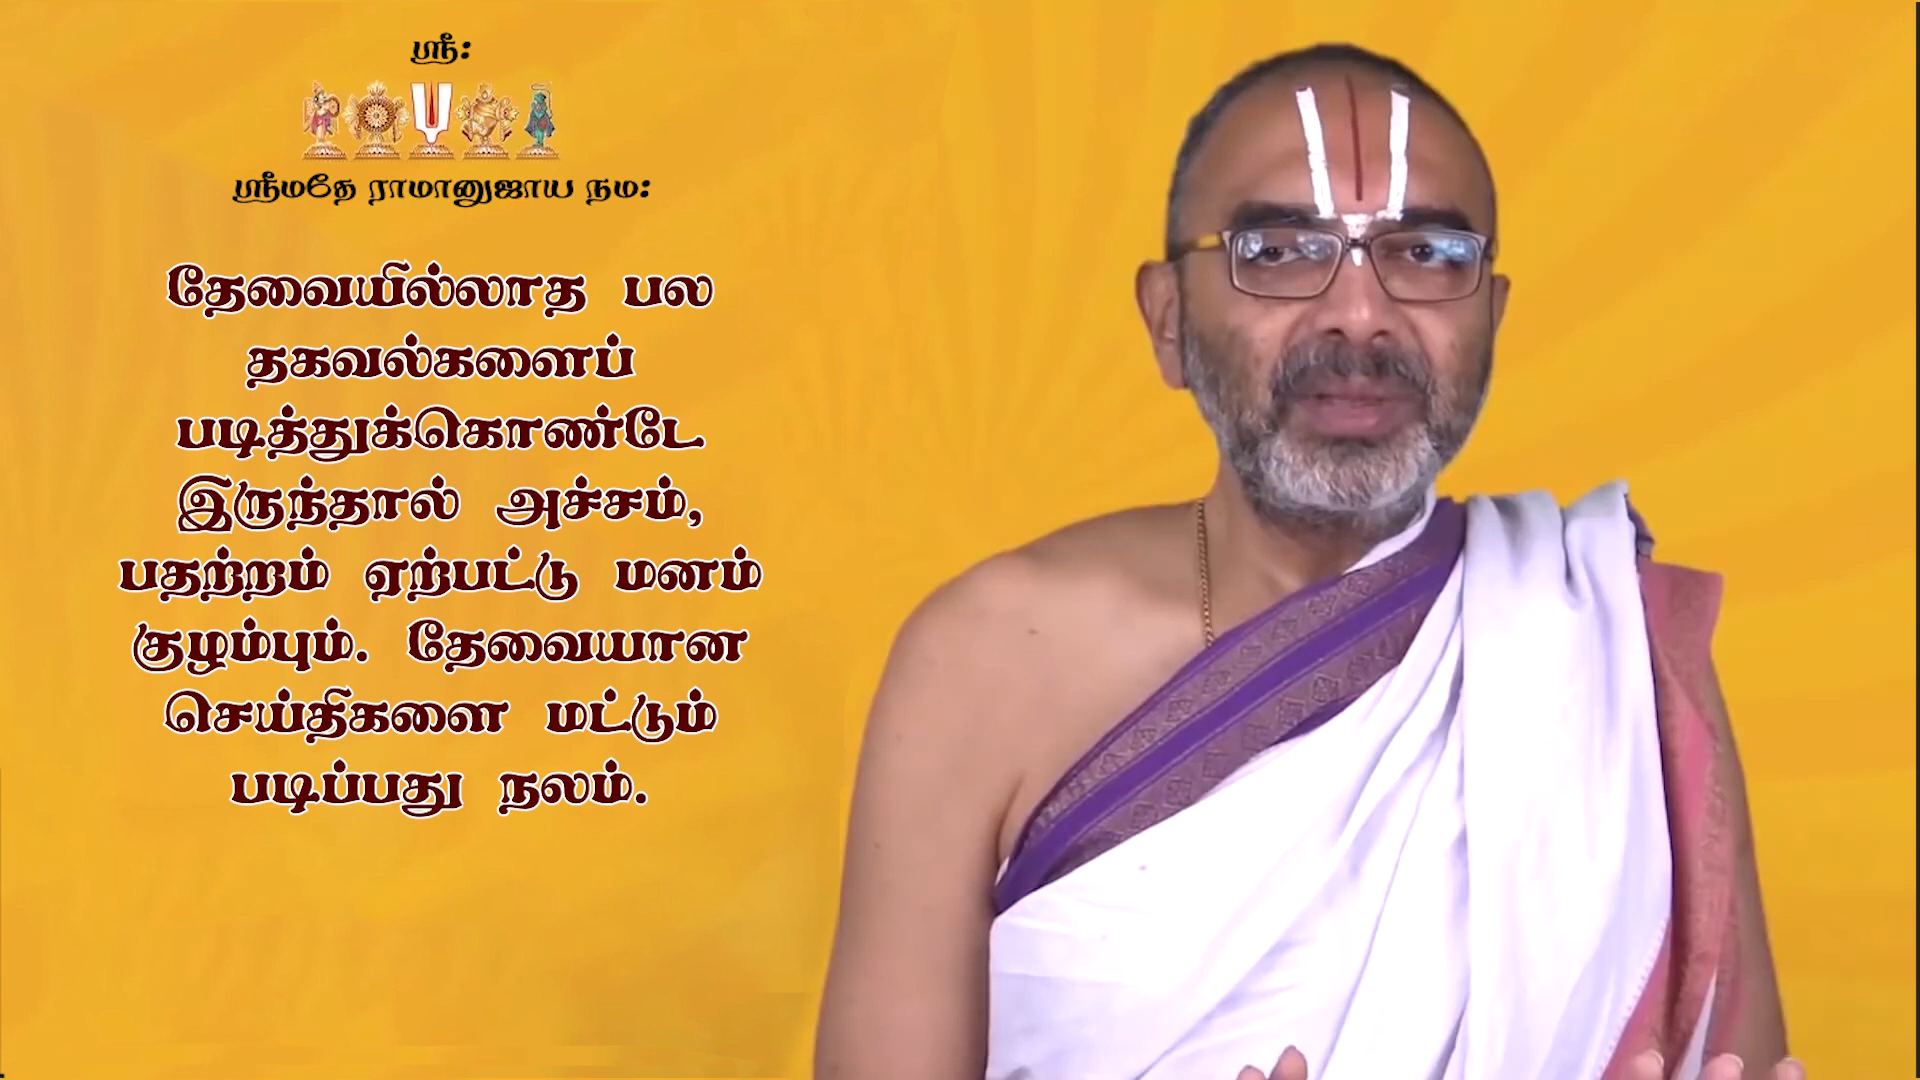 ஸ்ரீ:
ஸ்ரீமதே ராமானுஜாய நம:
தேவையில்லாத பல
தகவல்களைப்
படித்துக்கொண்டே
இருந்தால் அச்சம்,
பதற்றம் ஏற்பட்டு மனம்
குழம்பும். தேவையான
செய்திகளை மட்டும்
படிப்பது நலம்.